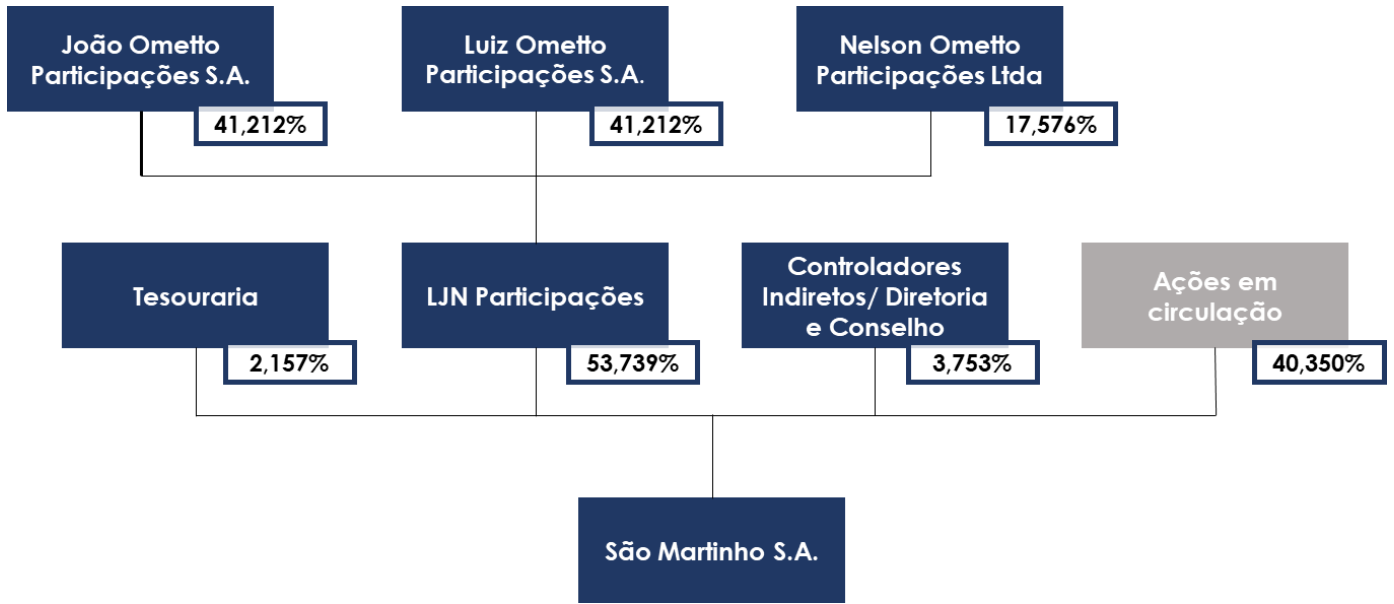 João Ometto
Participações S.A.
41,212%
Luiz Ometto
Participações S.A.
41,212%
Nelson Ometto
Participações Ltda
17,576%
Tesouraria
2,157%
LJN Participações
53,739%
Controladores
Indiretos/ Diretoria
e Conselho
3,753%
Ações em
circulação
40,350%
São Martinho S.A.